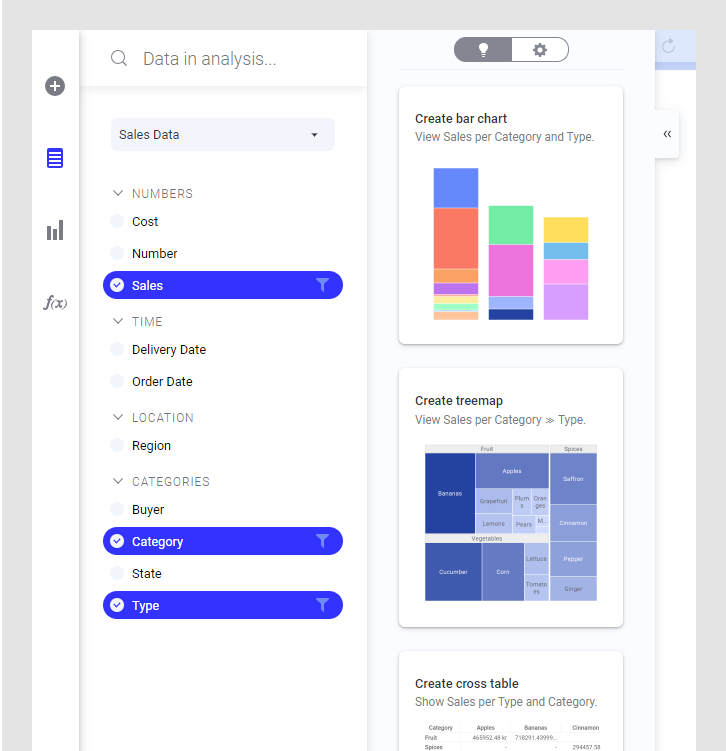 Data in analysis...
Sales Data
NUMBERS
Cost
Number
Sales
TIME
Delivery Date
Order Date
LOCATION
Region
CATEGORIES
Buyer
Category
State
Type
f(x)
Create bar chart
View Sales per Category and Type.
Create treemap
View Sales per Category ≫ Type.
Fruit Spices
Bananas
Apples
Grapefruit
Plum
s
Oran
ges
Lemons
Pears
M...
Saffron
Cinnamon
Vegetables
Cucumber
Corn
Lettuce
Tomato
es
Pepper
Ginger
Create cross table
Show Sales per Type and Category.
Category Apples Bananas Cinnamon
Fruit 465952.48 kr 718291.43999... -
Spices - - 294457.58